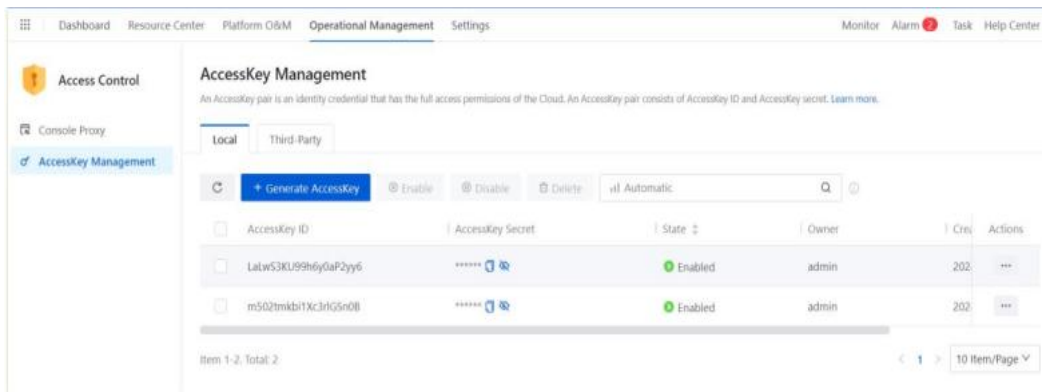 Dashboard Resource Center Platform O&M Operational Management Settings Monitor Alarm 2 Task Help Center
Access Control
Console Proxy
AccessKey Management
AccessKey Management
An AccessKey pair is an identity credential that has the full access permissions of the Cloud. An AccessKey pair consists of AccessKey ID and AccessKey secret. Learn more.
Local Third-Party
+ Generate AccessKey Enable Disable Delete Automatic
AccessKey ID AccessKey Secret State Owner Crea Actions
****** Enabled admin 202 ···
****** Enabled admin 202 ···
Item 1-2, Total: 2 < 1 > 10 Item/Page